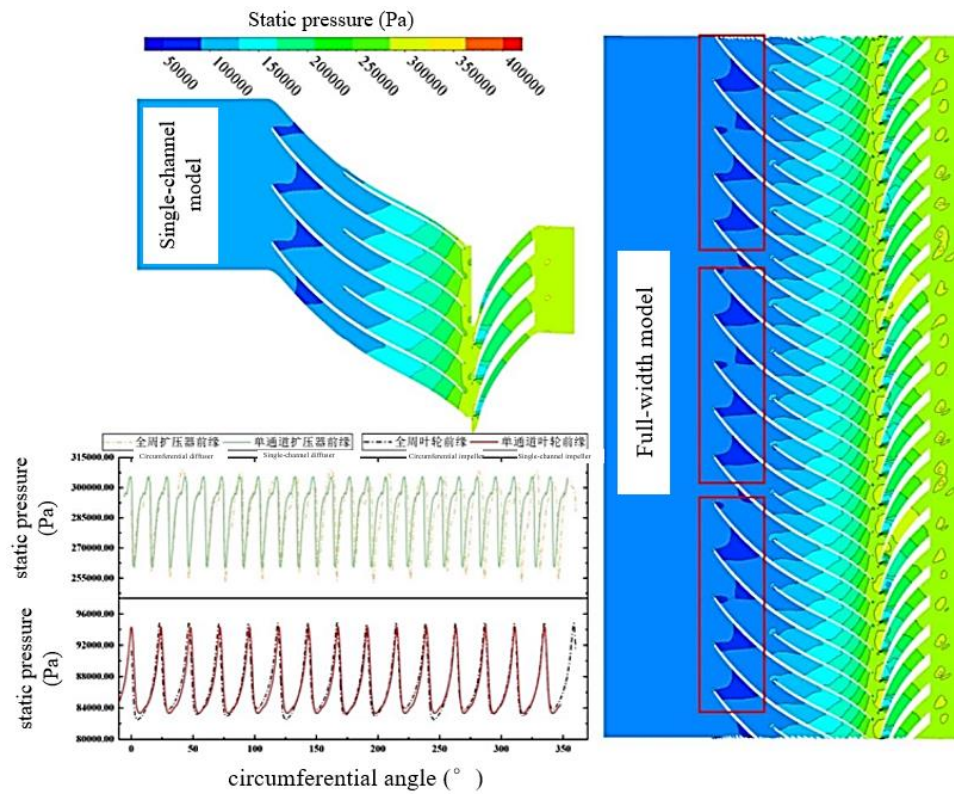 Static pressure (Pa)
50000
100000
150000
200000
250000
300000
350000
400000
Single-channel
model
Full-width model
全周扩压器前缘 单通道扩压器前缘 全周叶轮前缘 单通道叶轮前缘
Circumferential diffuser Single-channel diffuser Circumferential impeller Single-channel impeller
static pressure
(Pa)
315000.00
300000.00
285000.00
270000.00
255000.00
static pressure
(Pa)
96000.00
92000.00
88000.00
84000.00
80000.00
0 50 100 150 200 250 300 350
circumferential angle (°)